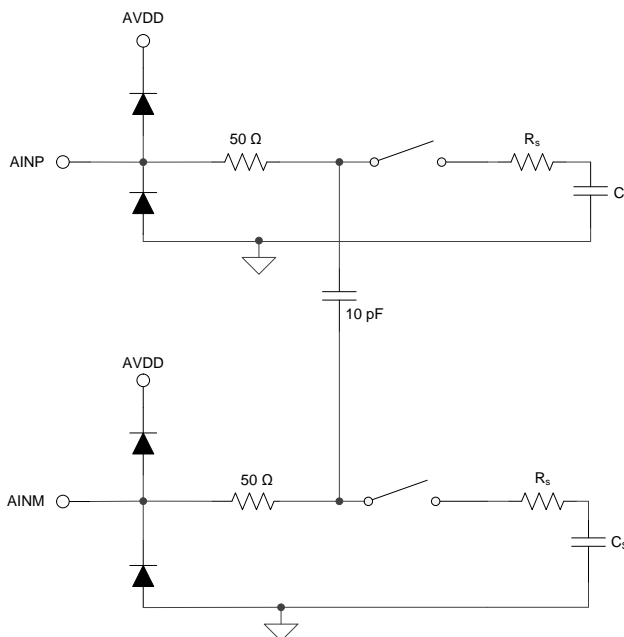 AVDD
50 Ω
Rs
AINP
C
10 pF
AVDD
50 Ω
Rs
AINM
Cs